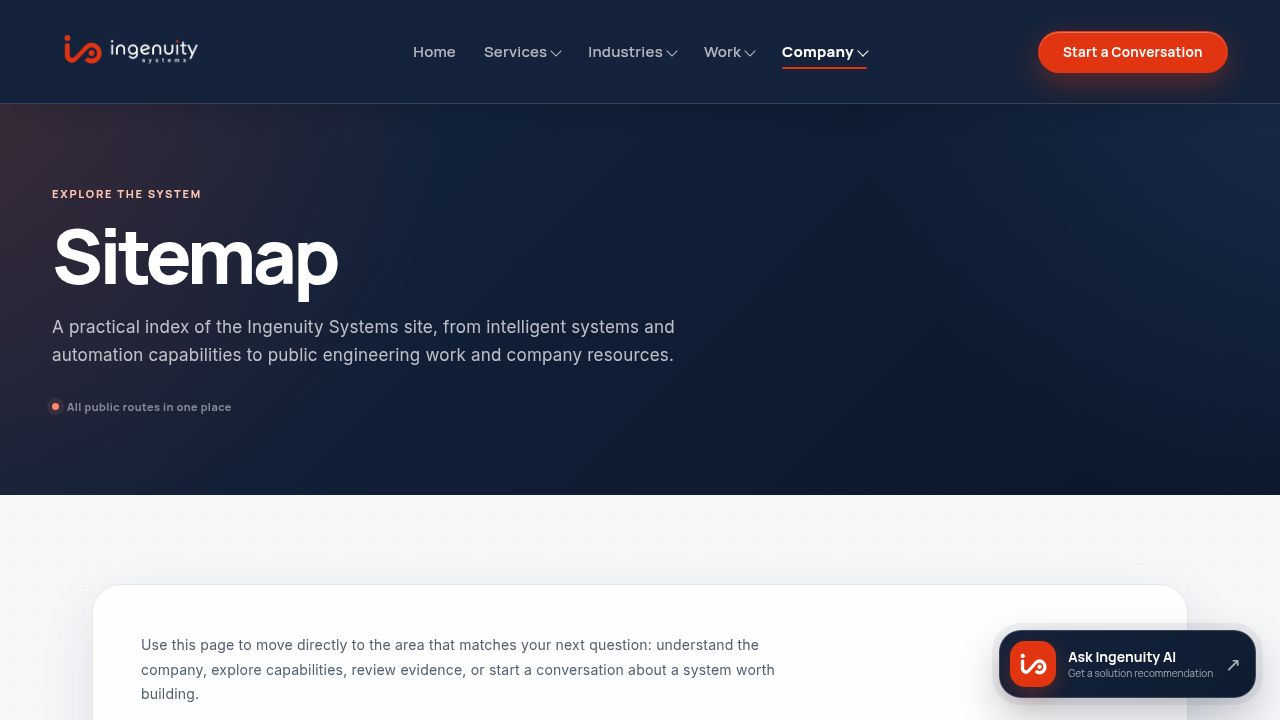 ingenuity
systems
Home
Services
Industries
Work
Company
Start a Conversation
EXPLORE THE SYSTEM
Sitemap
A practical index of the Ingenuity Systems site, from intelligent systems and
automation capabilities to public engineering work and company resources.
All public routes in one place
Use this page to move directly to the area that matches your next question: understand the
company, explore capabilities, review evidence, or start a conversation about a system worth
building.
Ask Ingenuity AI
Get a solution recommendation